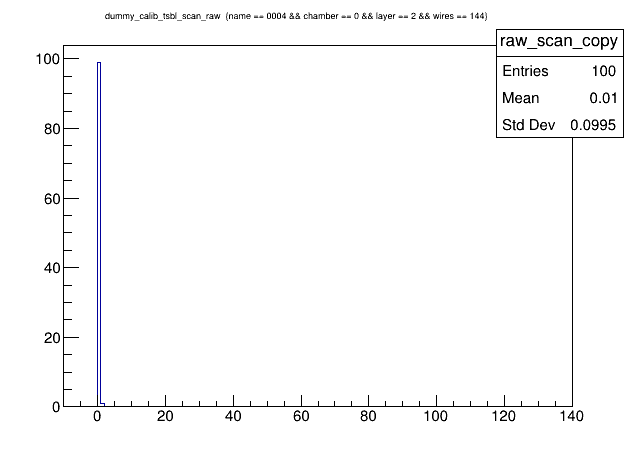 dummy_calib_tsbl_scan_raw (name == 0004 && chamber == 0 && layer == 2 && wires == 144)
raw_scan_copy
Entries 100
Mean 0.01
Std Dev 0.0995
100
80
60
40
20
0
0 20 40 60 80 100 120 140